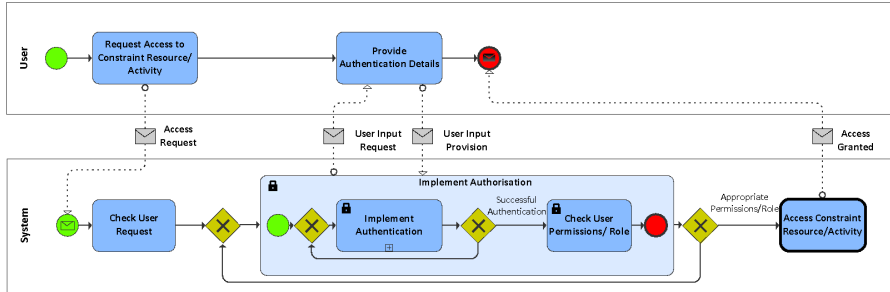 User
Request Access to
Constraint Resource/
Activity
Provide
Authentication Details
Access
Request
User Input
Request
User Input
Provision
Access
Granted
System
Implement Authorisation
Check User
Request
Implement
Authentication
Successful
Authentication
Check User
Permissions/ Role
Appropriate
Permissions/Role
Access Constraint
Resource/Activity